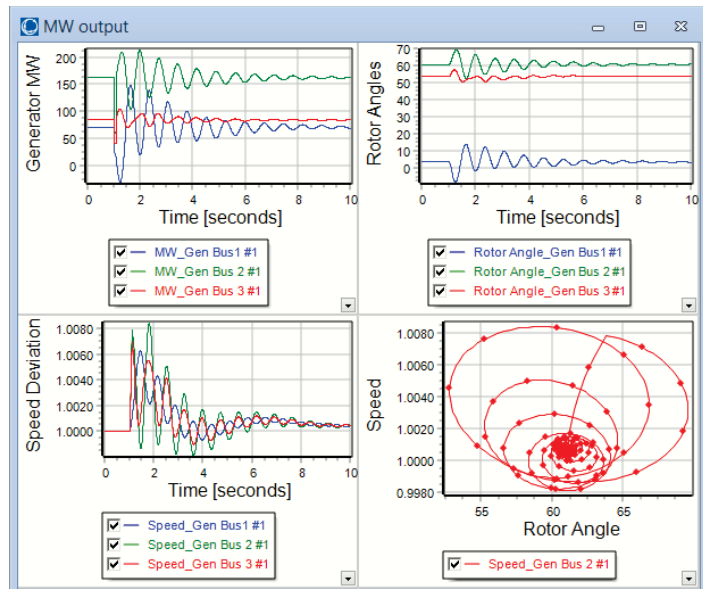 MW output
Generator MW
200
150
100
50
0
0 2 4 6 8 10
Time [seconds]
MW_Gen Bus1 #1
MW_Gen Bus 2 #1
MW_Gen Bus 3 #1
Rotor Angles
70
60
50
40
30
20
10
0
0 2 4 6 8 10
Time [seconds]
Rotor Angle_Gen Bus1#1
Rotor Angle_Gen Bus 2#1
Rotor Angle_Gen Bus 3#1
Speed Deviation
1.0080
1.0060
1.0040
1.0020
1.0000
0 2 4 6 8 10
Time [seconds]
Speed_Gen Bus1 #1
Speed_Gen Bus 2 #1
Speed_Gen Bus 3 #1
Speed
1.0080
1.0060
1.0040
1.0020
1.0000
0.9980
55 60 65
Rotor Angle
Speed_Gen Bus 2 #1